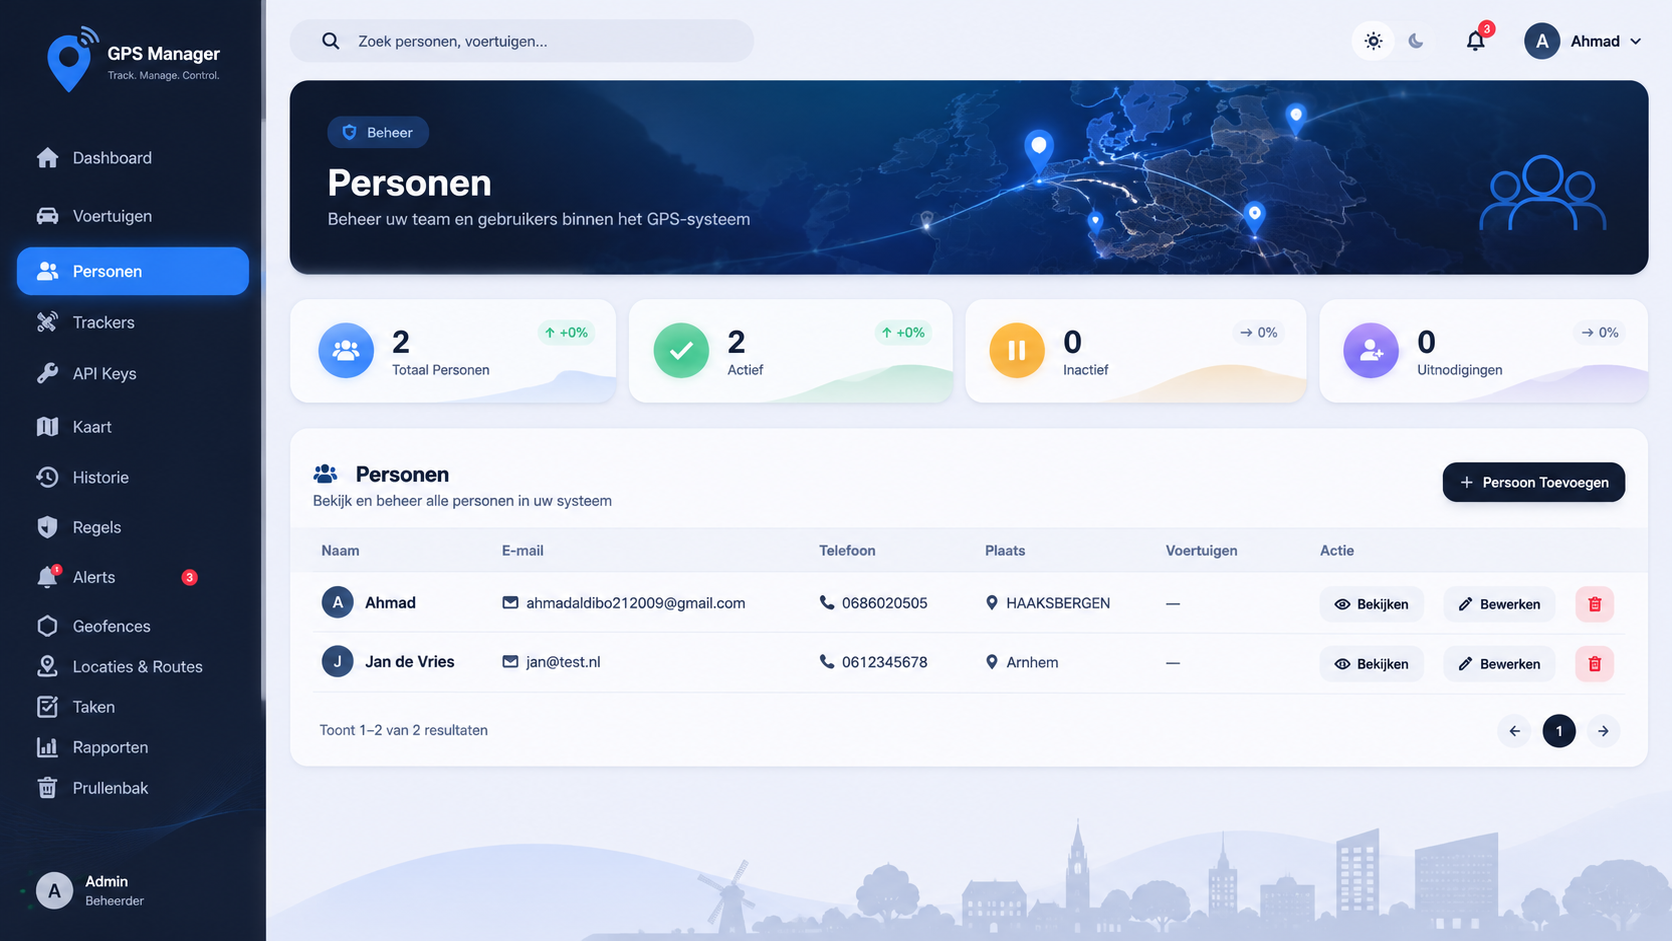 GPS Manager
Track. Manage. Control.
Dashboard
Voertuigen
Personen
Trackers
API Keys
Kaart
Historie
Regels
1
Alerts 3
Geofences
Locaties & Routes
Taken
Rapporten
Prullenbak
A Admin
Beheerder
Zoek personen, voertuigen...
3
A Ahmad
Beheer
Personen
Beheer uw team en gebruikers binnen het GPS-systeem
2 ↑ +0%
Totaal Personen
2 ↑ +0%
Actief
0 → 0%
Inactief
0 → 0%
Uitnodigingen
Personen
Bekijk en beheer alle personen in uw systeem
+ Persoon Toevoegen
Naam E-mail Telefoon Plaats Voertuigen Actie
A Ahmad ahmadaldibo212009@gmail.com 0686020505 HAAKSBERGEN — Bekijken Bewerken
J Jan de Vries jan@test.nl 0612345678 Arnhem — Bekijken Bewerken
Toont 1–2 van 2 resultaten
← 1 →